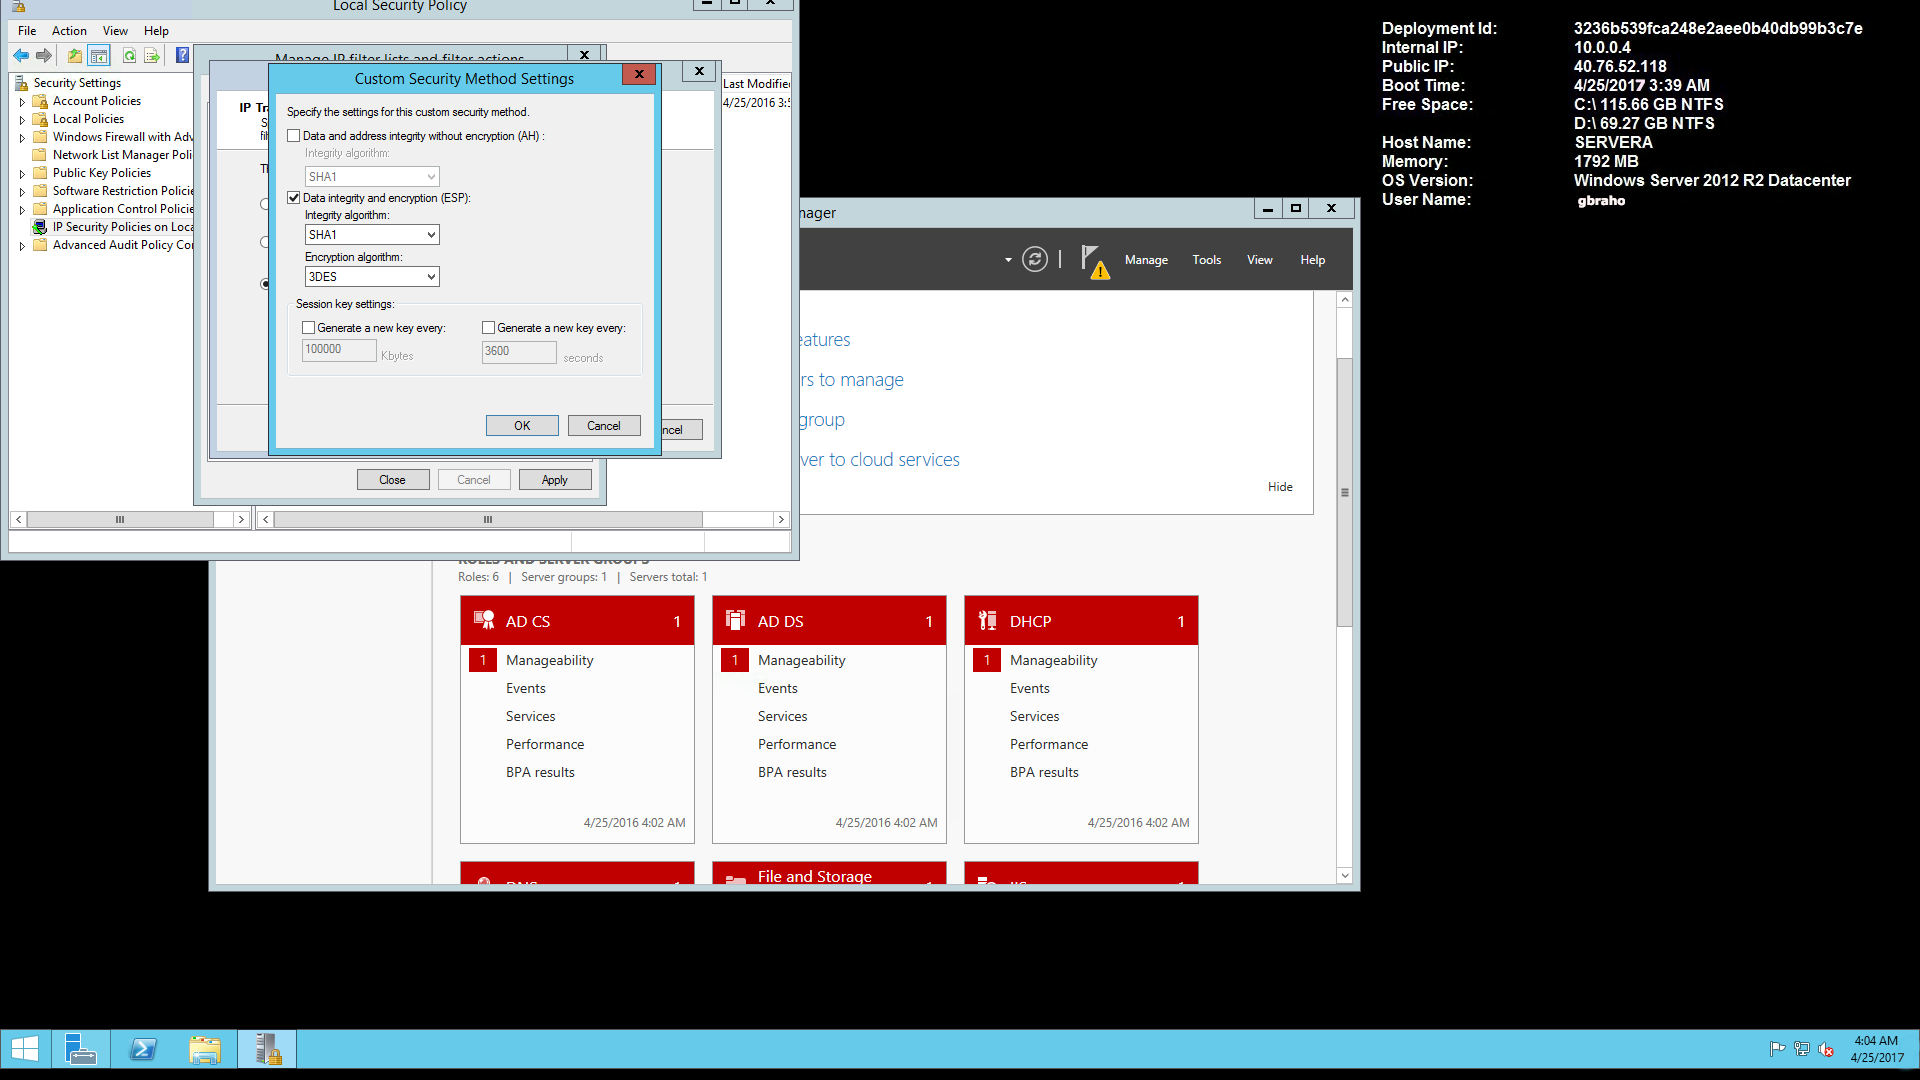 Local Security Policy
File Action View Help
Security Settings
Account Policies
Local Policies
Windows Firewall with Adv
Network List Manager Poli
Public Key Policies
Software Restriction Policie
Application Control Policie
IP Security Policies on Loca
Advanced Audit Policy Cor
Last Modified
4/25/2016 3:5
Manage IP filter lists and filter actions
IP Tra
Custom Security Method Settings
Specify the settings for this custom security method.
Data and address integrity without encryption (AH) :
Integrity algorithm:
SHA1
Data integrity and encryption (ESP):
Integrity algorithm:
SHA1
Encryption algorithm:
3DES
Session key settings:
Generate a new key every: Generate a new key every:
100000 Kbytes 3600 seconds
OK Cancel
ncel
Close Cancel Apply
nager
Manage Tools View Help
eatures
rs to manage
group
ver to cloud services
Hide
ROLES AND SERVER GROUPS
Roles: 6 | Server groups: 1 | Servers total: 1
AD CS 1
1 Manageability
Events
Services
Performance
BPA results
4/25/2016 4:02 AM
AD DS 1
1 Manageability
Events
Services
Performance
BPA results
4/25/2016 4:02 AM
DHCP 1
1 Manageability
Events
Services
Performance
BPA results
4/25/2016 4:02 AM
DNS 1
File and Storage 1
IIS 1
Deployment Id: 3236b539fca248e2aee0b40db99b3c7e
Internal IP: 10.0.0.4
Public IP: 40.76.52.118
Boot Time: 4/25/2017 3:39 AM
Free Space: C:\ 115.66 GB NTFS
D:\ 69.27 GB NTFS
Host Name: SERVERA
Memory: 1792 MB
OS Version: Windows Server 2012 R2 Datacenter
User Name: gbraho
4:04 AM
4/25/2017